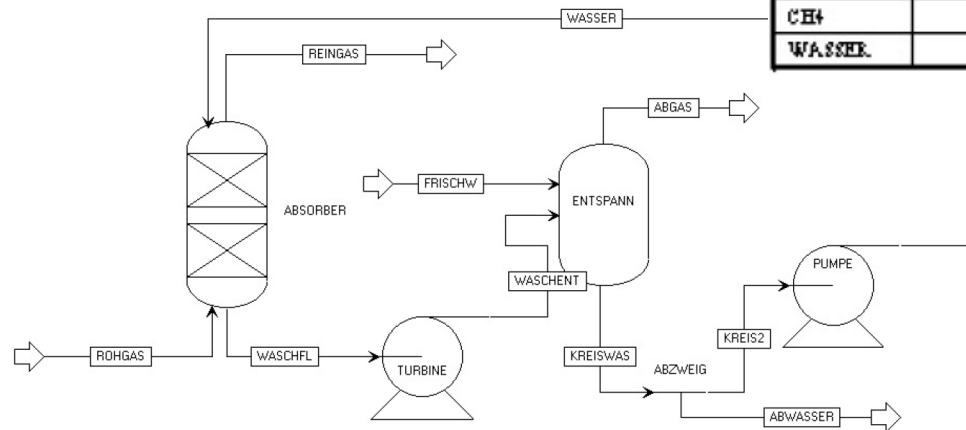 WASSER
CH4
WASSER
REINGAS
ABGAS
FRISCHW
ENTSPANN
ABSORBER
WASCHENT
PUMPE
ROHGAS
WASCHFL
TURBINE
KREISWAS
ABZWEIG
KREIS2
ABWASSER